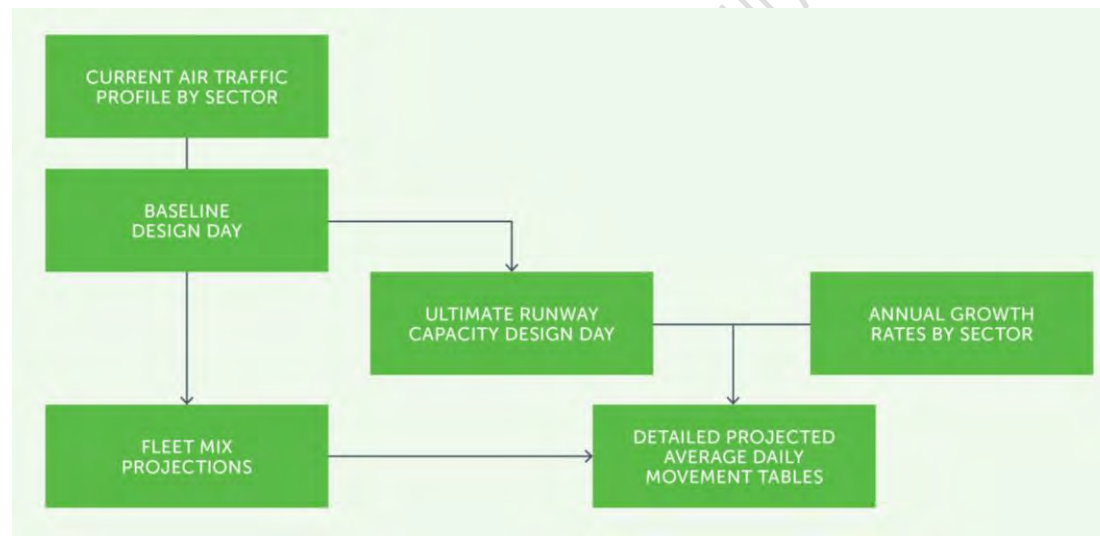 CURRENT AIR TRAFFIC
PROFILE BY SECTOR
BASELINE
DESIGN DAY
ULTIMATE RUNWAY
CAPACITY DESIGN DAY
ANNUAL GROWTH
RATES BY SECTOR
FLEET MIX
PROJECTIONS
DETAILED PROJECTED
AVERAGE DAILY
MOVEMENT TABLES